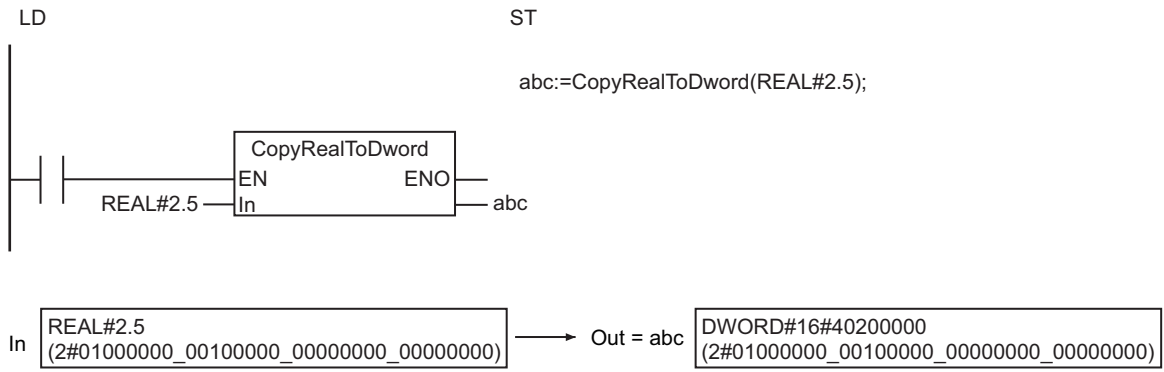 LD
ST
abc:=CopyRealToDword(REAL#2.5);
CopyRealToDword
EN ENO
REAL#2.5 In abc
In REAL#2.5 Out = abc DWORD#16#40200000
(2#01000000_00100000_00000000_00000000) (2#01000000_00100000_00000000_00000000)